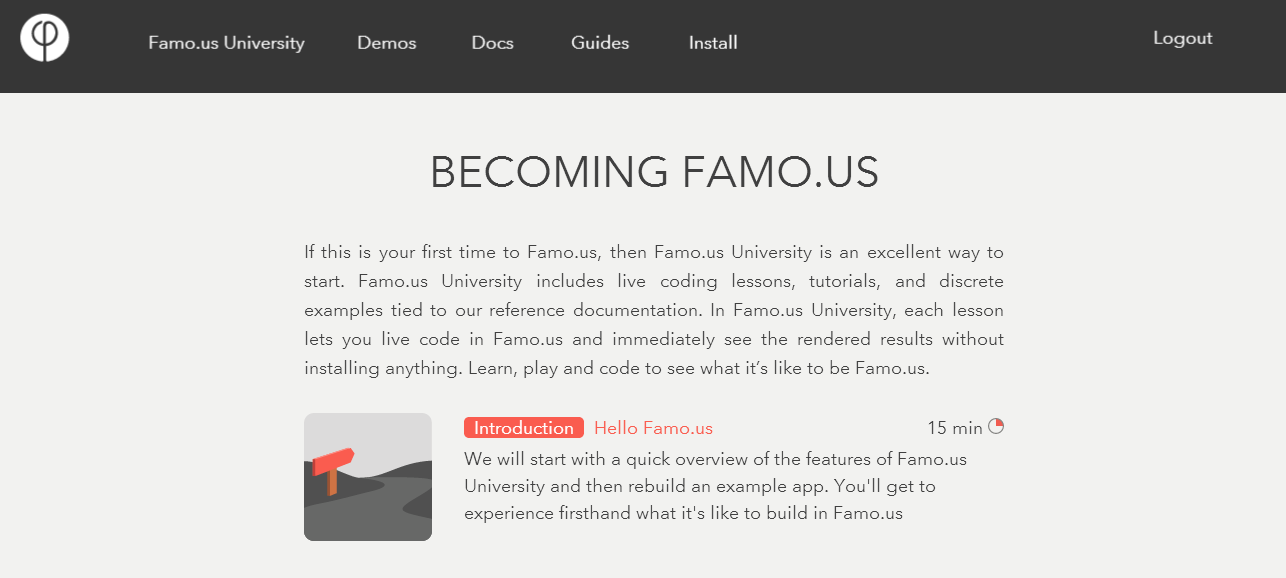 Famo.us University Demos Docs Guides Install Logout
BECOMING FAMO.US
If this is your first time to Famo.us, then Famo.us University is an excellent way to
start. Famo.us University includes live coding lessons, tutorials, and discrete
examples tied to our reference documentation. In Famo.us University, each lesson
lets you live code in Famo.us and immediately see the rendered results without
installing anything. Learn, play and code to see what it’s like to be Famo.us.
Introduction Hello Famo.us 15 min
We will start with a quick overview of the features of Famo.us
University and then rebuild an example app. You'll get to
experience firsthand what it's like to build in Famo.us